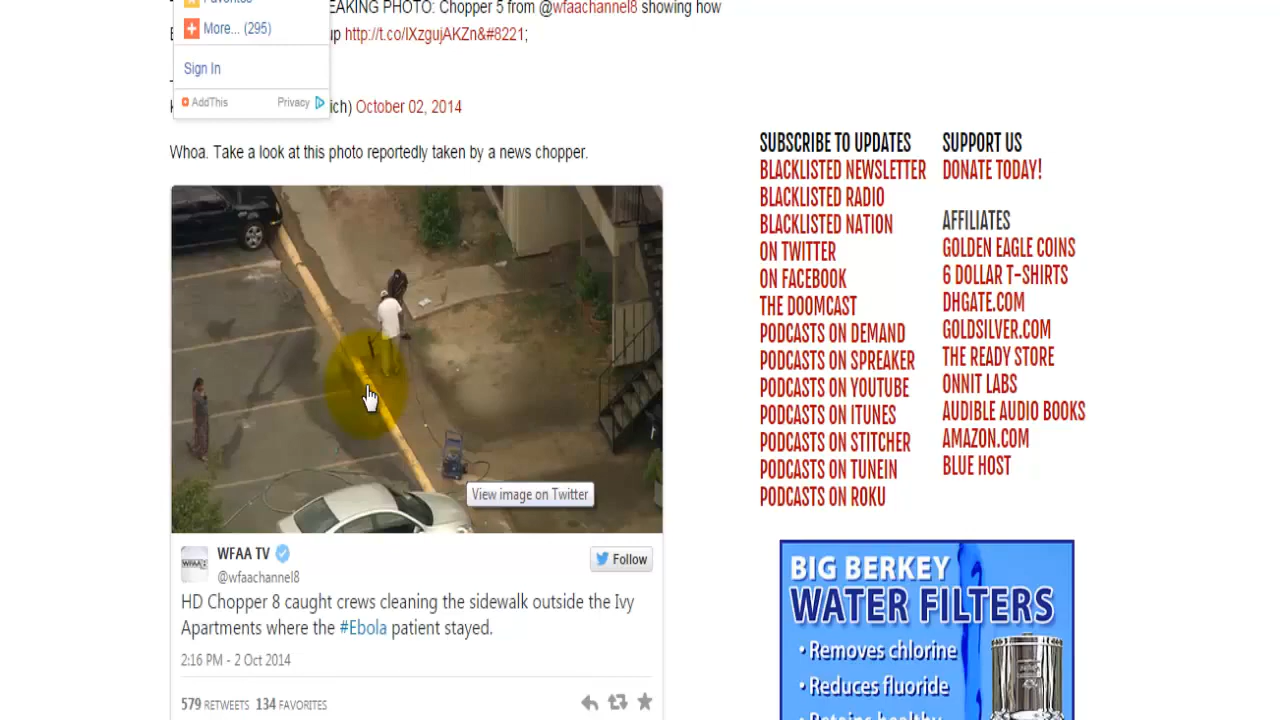 Favorites
More... (295)
Sign In
AddThis
Privacy
EAKING PHOTO: Chopper 5 from @wfaachannel8 showing how
up http://t.co/lXzgujAKZn&#8221;
ich) October 02, 2014
Whoa. Take a look at this photo reportedly taken by a news chopper.
View image on Twitter
WFAA TV
@wfaachannel8
Follow
HD Chopper 8 caught crews cleaning the sidewalk outside the Ivy
Apartments where the #Ebola patient stayed.
2:16 PM - 2 Oct 2014
579 RETWEETS 134 FAVORITES
SUBSCRIBE TO UPDATES
BLACKLISTED NEWSLETTER
BLACKLISTED RADIO
BLACKLISTED NATION
ON TWITTER
ON FACEBOOK
THE DOOMCAST
PODCASTS ON DEMAND
PODCASTS ON SPREAKER
PODCASTS ON YOUTUBE
PODCASTS ON ITUNES
PODCASTS ON STITCHER
PODCASTS ON TUNEIN
PODCASTS ON ROKU
SUPPORT US
DONATE TODAY!
AFFILIATES
GOLDEN EAGLE COINS
6 DOLLAR T-SHIRTS
DHGATE.COM
GOLDSILVER.COM
THE READY STORE
ONNIT LABS
AUDIBLE AUDIO BOOKS
AMAZON.COM
BLUE HOST
BIG BERKEY
WATER FILTERS
• Removes chlorine
• Reduces fluoride
• Retains healthy